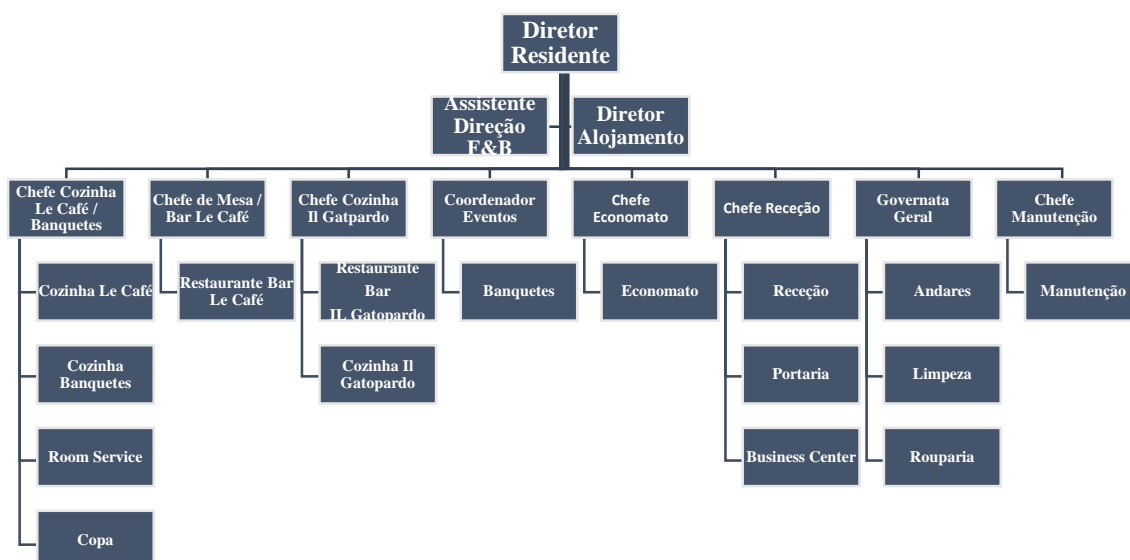 Diretor
Residente
Assistente
Direção
F&B
Diretor
Alojamento
Chefe Cozinha
Le Café /
Banquetes
Chefe de Mesa /
Bar Le Café
Chefe Cozinha
Il Gatpardo
Coordenador
Eventos
Chefe
Economato
Chefe Receção
Governata
Geral
Chefe
Manutenção
Cozinha Le Café
Restaurante Bar
Le Café
Restaurante
Bar
IL Gatopardo
Banquetes
Economato
Receção
Andares
Manutenção
Cozinha
Banquetes
Cozinha Il
Gatopardo
Portaria
Limpeza
Room Service
Business Center
Rouparia
Copa